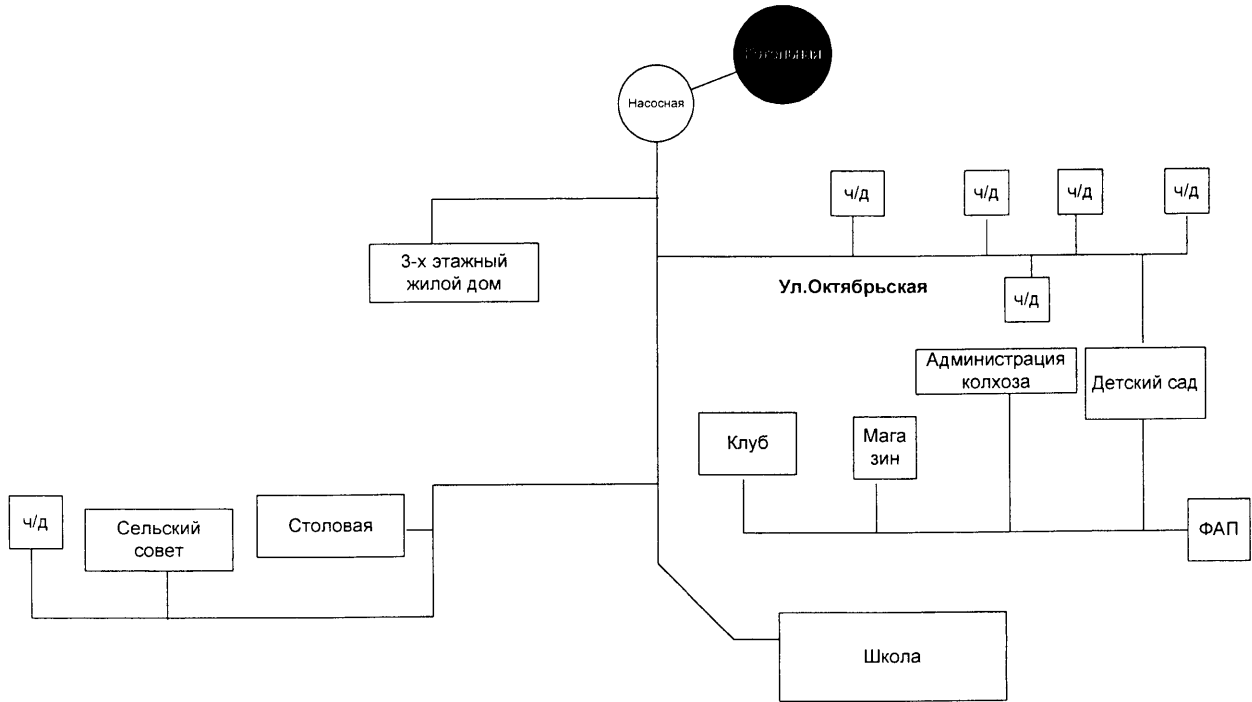 Котельная
Насосная
ч/д
ч/д
ч/д
ч/д
3-х этажный
жилой дом
Ул.Октябрьская
ч/д
Администрация
колхоза
Детский сад
Клуб
Мага
зин
ч/д
Сельский
совет
Столовая
ФАП
Школа